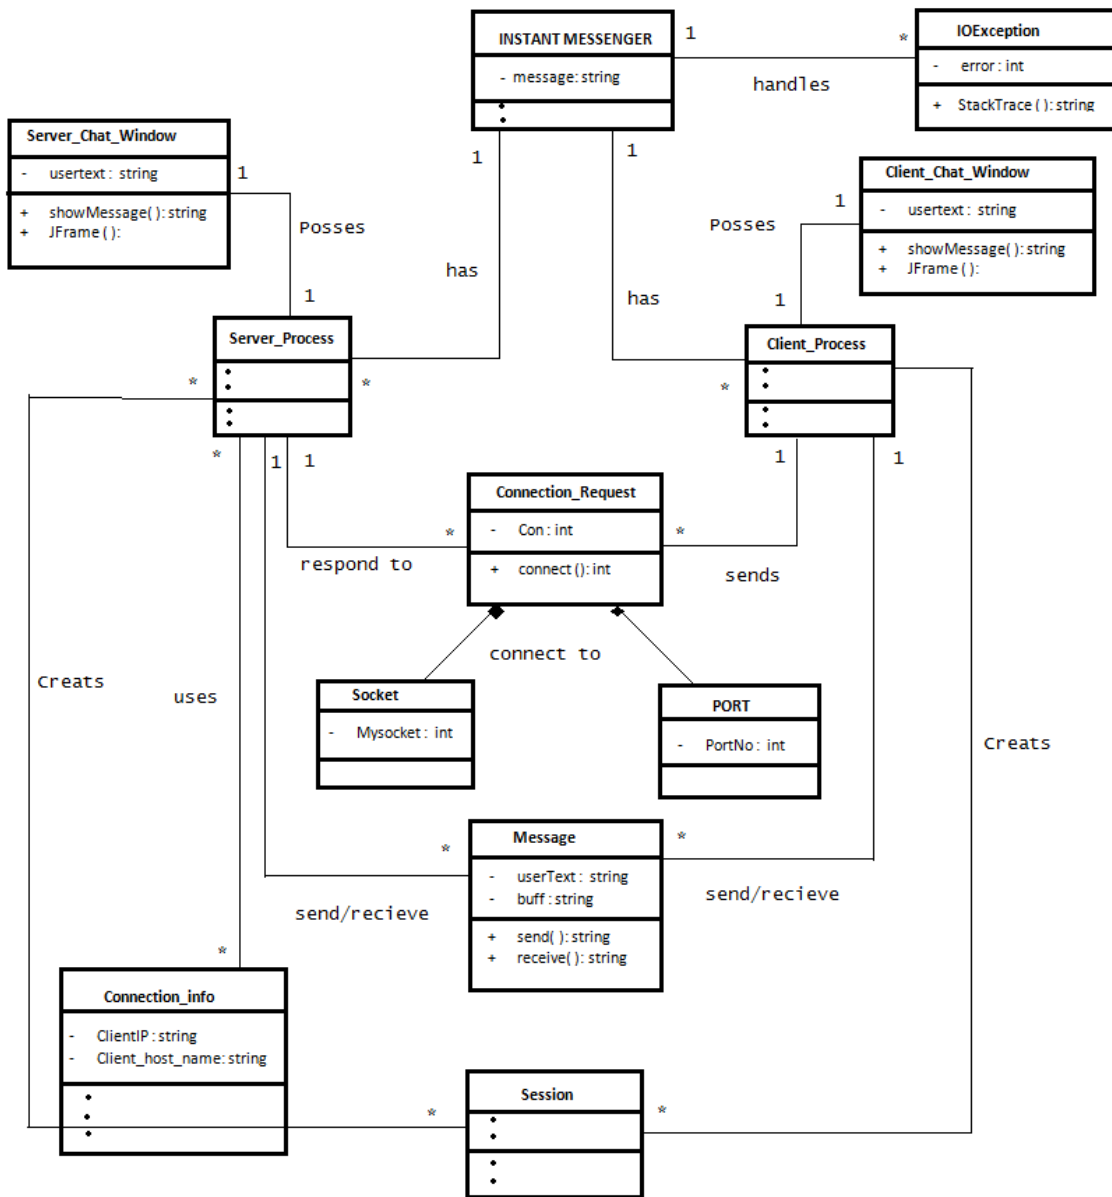 INSTANT MESSENGER
- message: string
1
handles
*
IOException
- error: int
+ StackTrace( ): string
Server_Chat_Window
- usertext: string
+ showMessage( ): string
+ JFrame( ):
1
Posses
1
1
has
1
has
Client_Chat_Window
- usertext: string
+ showMessage( ): string
+ JFrame( ):
1
Posses
1
Server_Process
*
*
*
1
1
Client_Process
*
1
1
Connection_Request
- Con: int
+ connect( ): int
*
respond to
*
sends
connect to
Socket
- Mysocket: int
PORT
- PortNo: int
Creats
uses
Creats
Message
- userText: string
- buff: string
+ send( ): string
+ receive( ): string
*
send/recieve
*
send/recieve
*
Connection_info
- ClientIP: string
- Client_host_name: string
Session
*
*